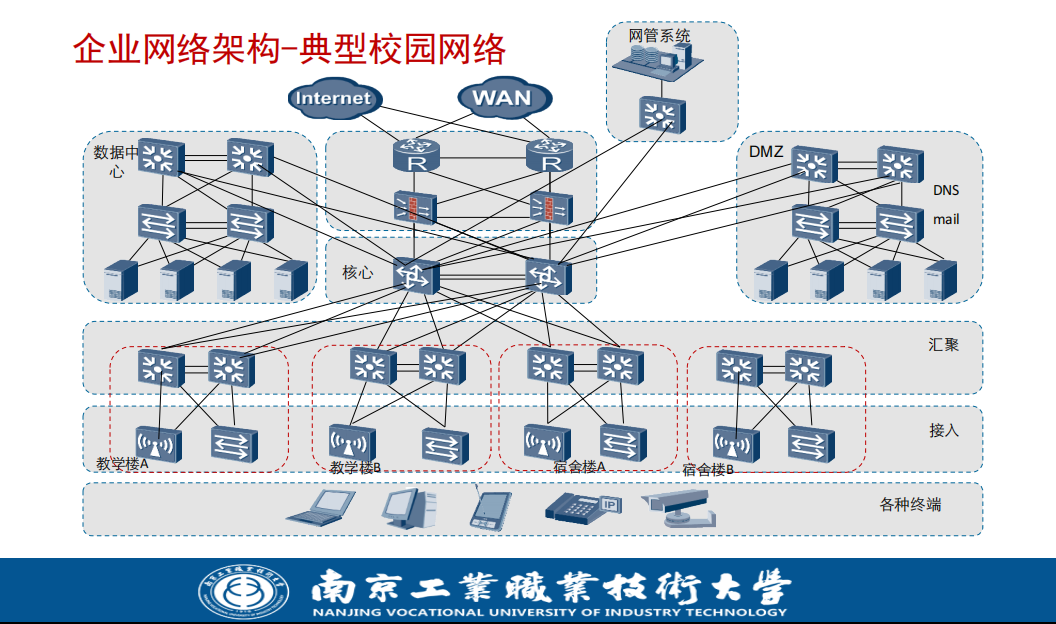 企业网络架构-典型校园网络
网管系统
Internet
WAN
数据中
心
R
R
DMZ
DNS
mail
核心
汇聚
接入
教学楼A
教学楼B
宿舍楼A
宿舍楼B
IP
各种终端
南京工業職業技術大学
NANJING VOCATIONAL UNIVERSITY OF INDUSTRY TECHNOLOGY